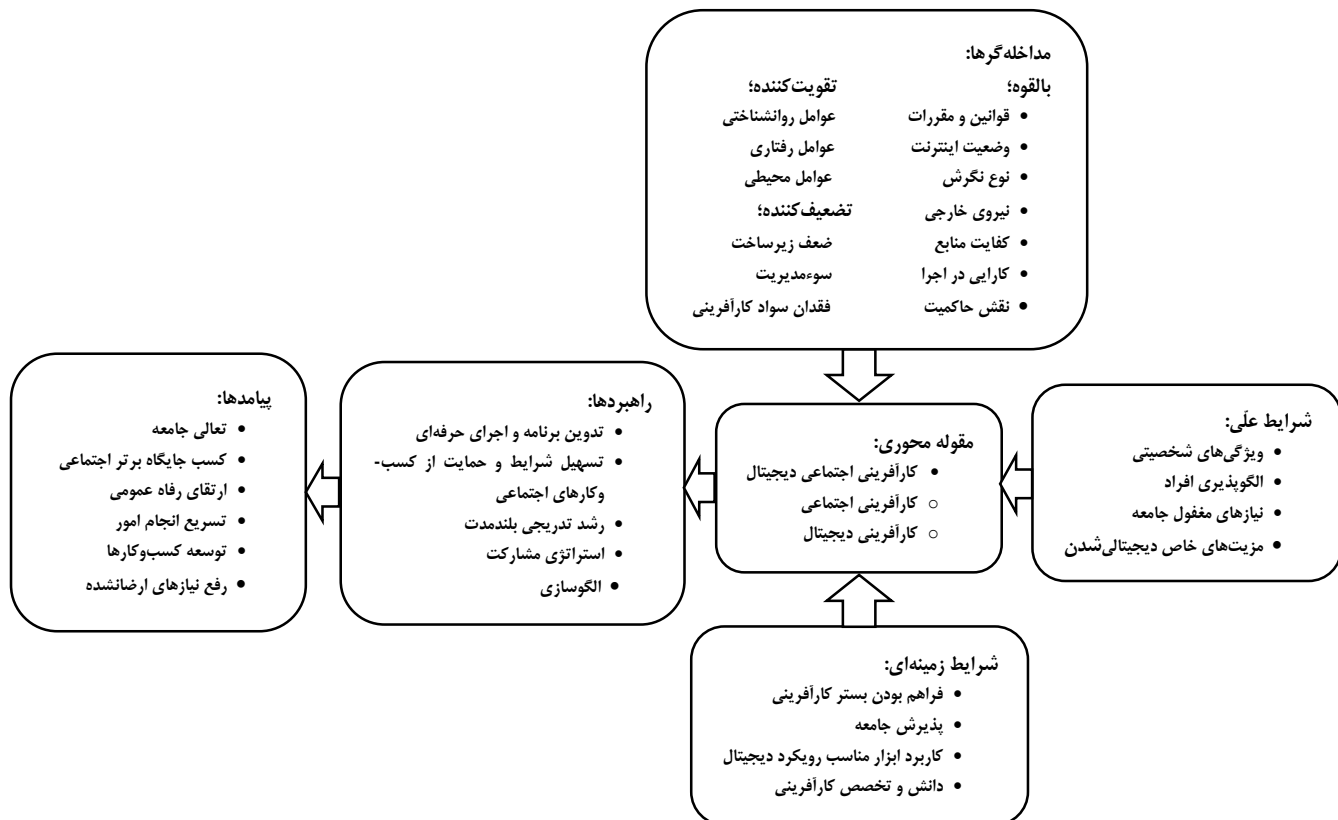 مداخله‌گرها:
بالقوه؛
• قوانین و مقررات
• وضعیت اینترنت
• نوع نگرش
• نیروی خارجی
• کفایت منابع
• کارایی در اجرا
• نقش حاکمیت
تقویت‌کننده؛
عوامل روانشناختی
عوامل رفتاری
عوامل محیطی
تضعیف‌کننده؛
ضعف زیرساخت
سوءمدیریت
فقدان سواد کارآفرینی
شرایط علّی:
• ویژگی‌های شخصیتی
• الگوپذیری افراد
• نیازهای مغفول جامعه
• مزیت‌های خاص دیجیتالی‌شدن
مقوله محوری:
• کارآفرینی اجتماعی دیجیتال
○ کارآفرینی اجتماعی
○ کارآفرینی دیجیتال
راهبردها:
• تدوین برنامه و اجرای حرفه‌ای
• تسهیل شرایط و حمایت از کسب-
وکارهای اجتماعی
• رشد تدریجی بلندمدت
• استراتژی مشارکت
• الگوسازی
پیامدها:
• تعالی جامعه
• کسب جایگاه برتر اجتماعی
• ارتقای رفاه عمومی
• تسریع انجام امور
• توسعه کسب‌وکارها
• رفع نیازهای ارضانشده
شرایط زمینه‌ای:
• فراهم بودن بستر کارآفرینی
• پذیرش جامعه
• کاربرد ابزار مناسب رویکرد دیجیتال
• دانش و تخصص کارآفرینی